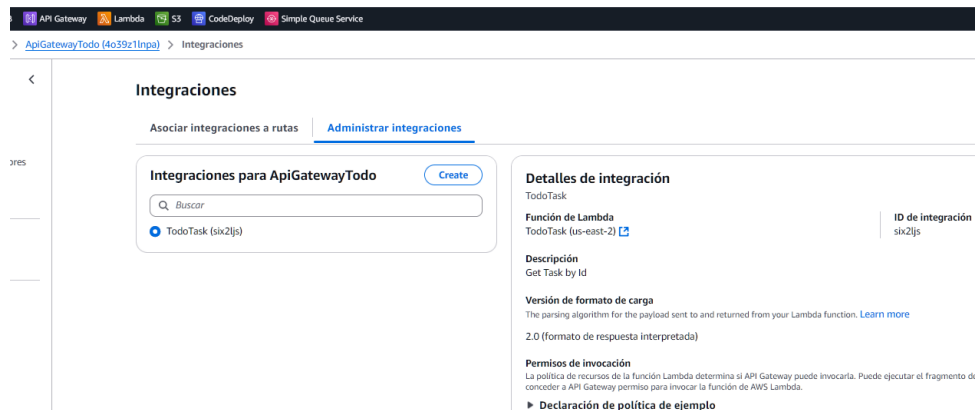 API Gateway Lambda S3 CodeDeploy Simple Queue Service
> ApiGatewayTodo (4o39z1lnpa) > Integraciones
Integraciones
Asociar integraciones a rutas Administrar integraciones
Integraciones para ApiGatewayTodo Create
Buscar
TodoTask (six2ljs)
Detalles de integración
TodoTask
Función de Lambda
TodoTask (us-east-2)
ID de integración
six2ljs
Descripción
Get Task by Id
Versión de formato de carga
The parsing algorithm for the payload sent to and returned from your Lambda function. Learn more
2.0 (formato de respuesta interpretada)
Permisos de invocación
La política de recursos de la función Lambda determina si API Gateway puede invocarla. Puede ejecutar el fragmento de
conceder a API Gateway permiso para invocar la función de AWS Lambda.
Declaración de política de ejemplo